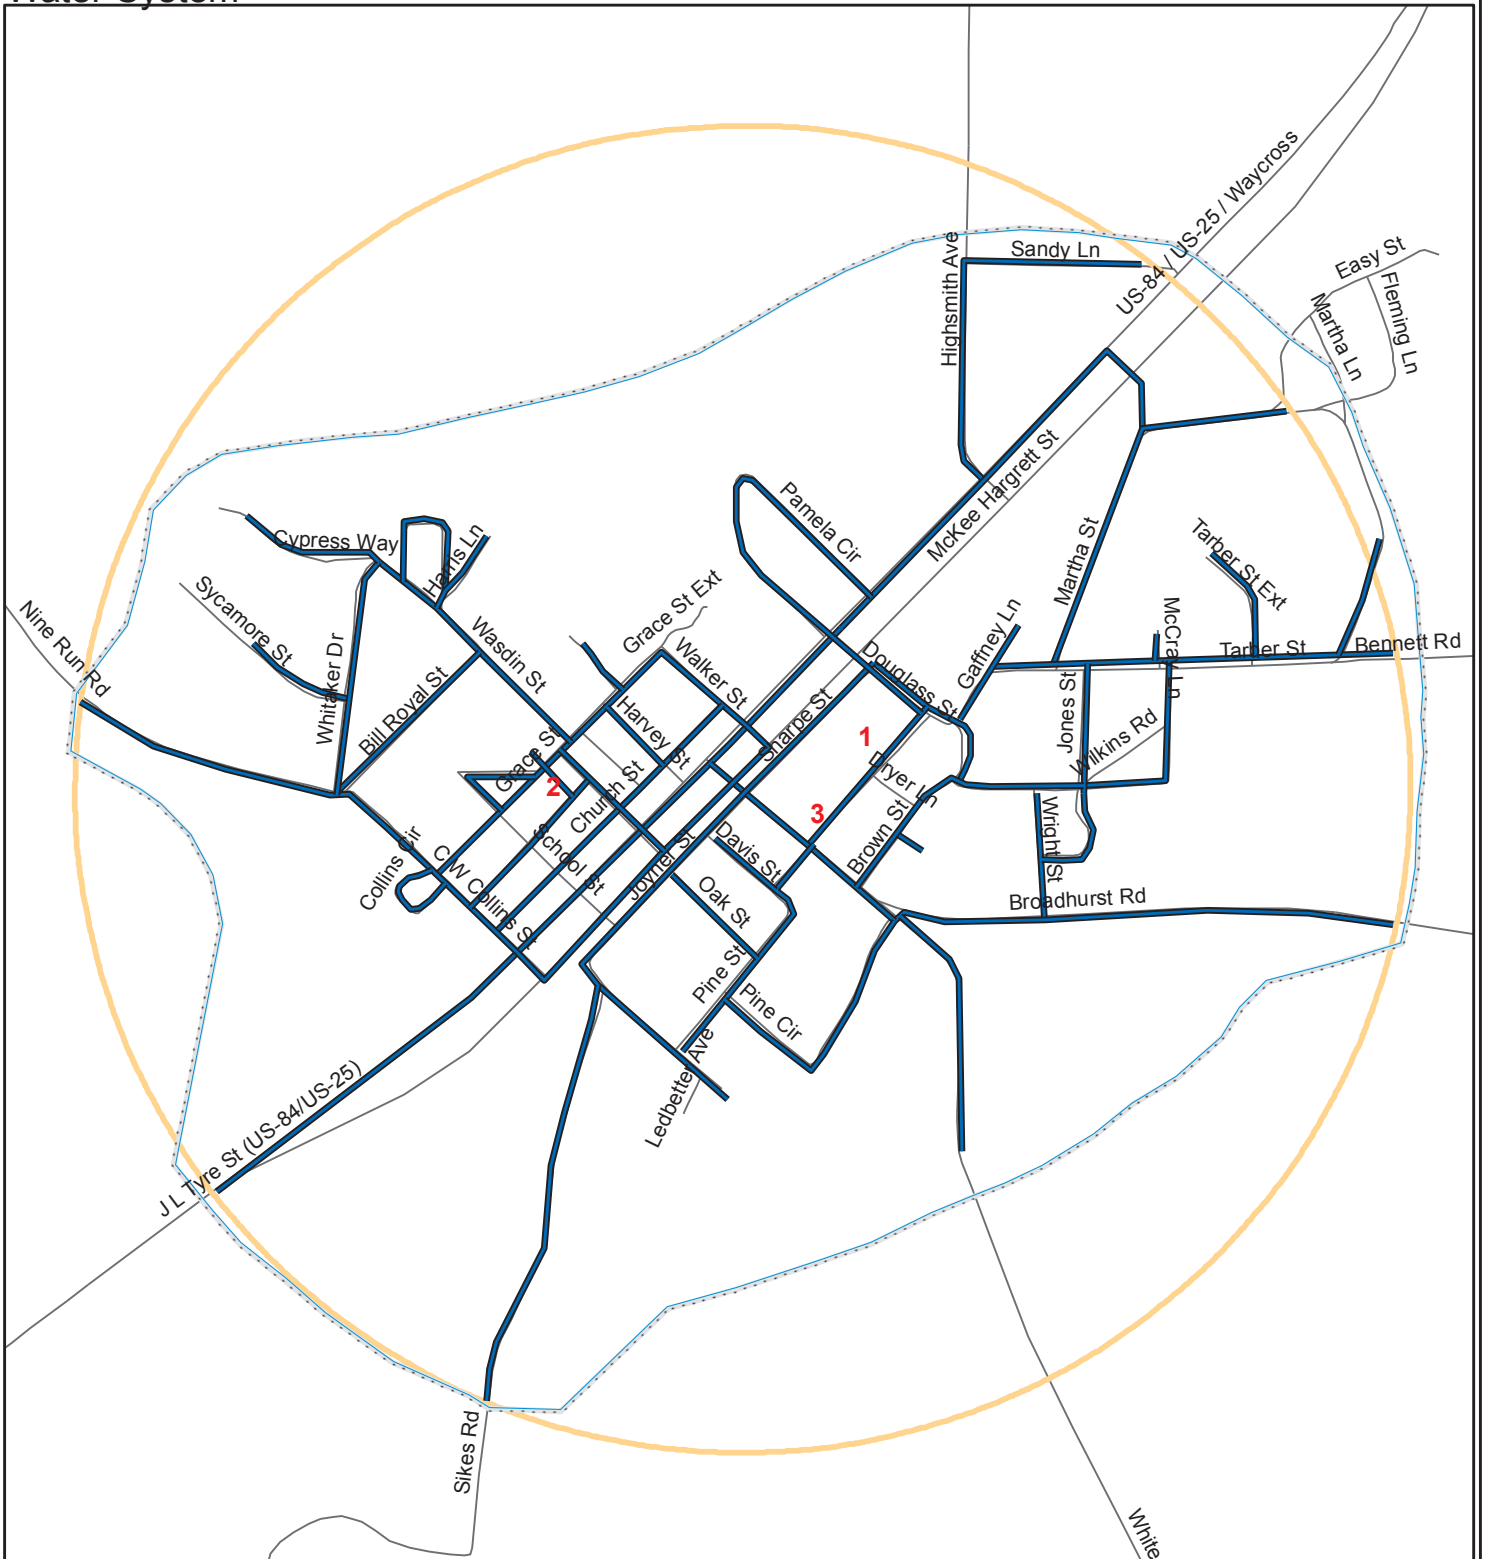 Water System
US-84 / US-25 / Waycross
Sandy Ln
Highsmith Ave
Easy St
Fleming Ln
Martha Ln
McKee Hargrett St
Pamela Cir
Martha St
Tarber St Ext
Cypress Way
Harris Ln
Sycamore St
Nine Run Rd
Whitaker Dr
Bill Royal St
Wasdin St
Grace St Ext
Walker St
Harvey St
Douglass St
Gaffney Ln
McCray Ln
Tarber St
Bennett Rd
Jones St
Wilkins Rd
Sharpe St
1
Grace St
2
Church St
Dryer Ln
3
Brown St
Wright St
Broadhurst Rd
School St
Joyner St
Davis St
Oak St
Collins Cir
C W Collins St
Pine St
Pine Cir
Ledbetter Ave
J L Tyre St (US-84/US-25)
Sikes Rd
White